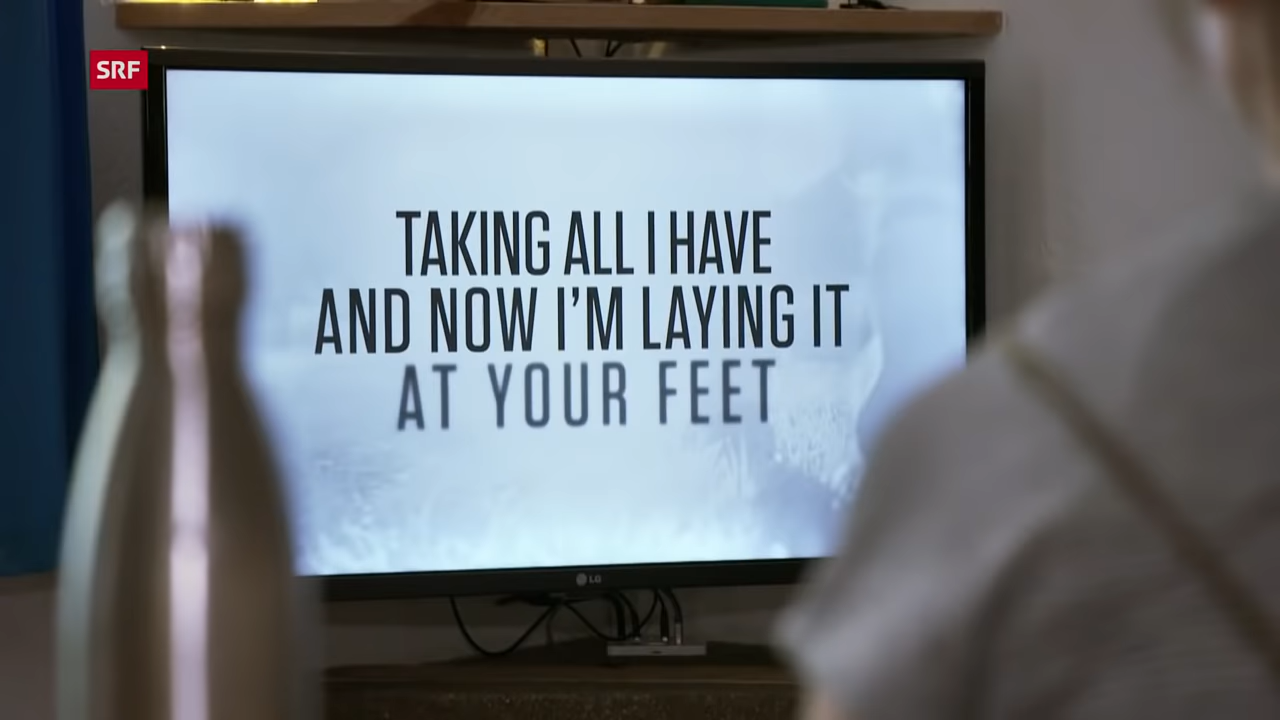 SRF
TAKING ALL I HAVE
AND NOW I'M LAYING IT
AT YOUR FEET
LG